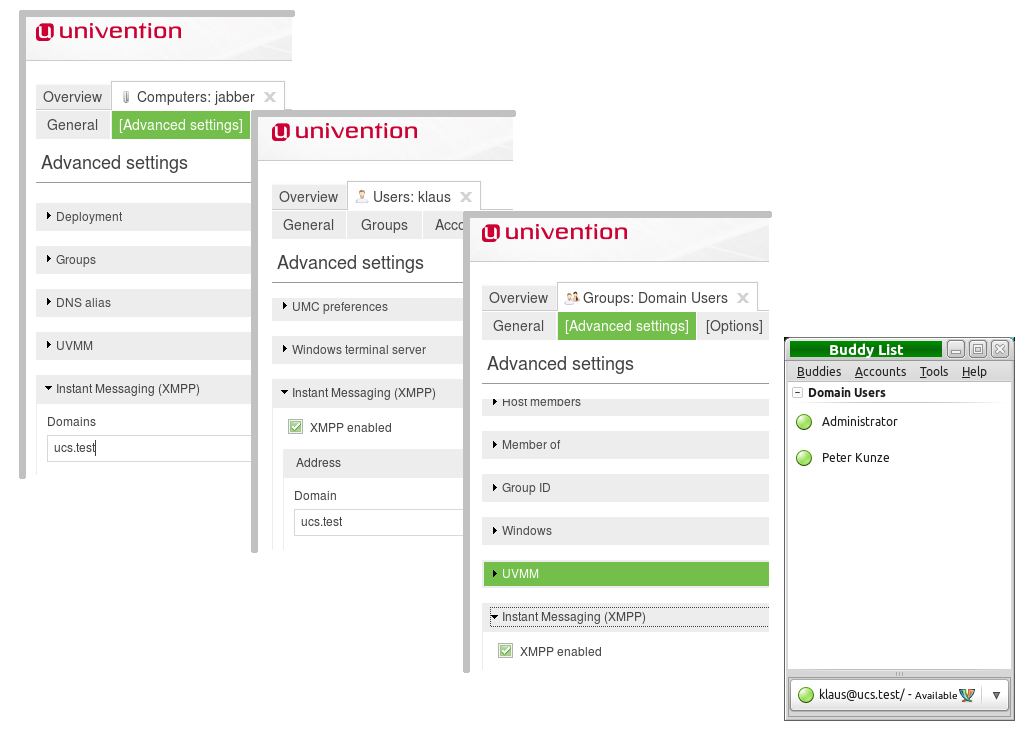 univention
Overview Computers: jabber
General [Advanced settings]
Advanced settings
Deployment
Groups
DNS alias
UVMM
Instant Messaging (XMPP)
Domains
ucs.test
univention
Overview Users: klaus
General Groups Acco
Advanced settings
UMC preferences
Windows terminal server
Instant Messaging (XMPP)
XMPP enabled
Address
Domain
ucs.test
univention
Overview Groups: Domain Users
General [Advanced settings] [Options]
Advanced settings
Host members
Member of
Group ID
Windows
UVMM
Instant Messaging (XMPP)
XMPP enabled
Buddy List
Buddies Accounts Tools Help
Domain Users
Administrator
Peter Kunze
klaus@ucs.test/ - Available